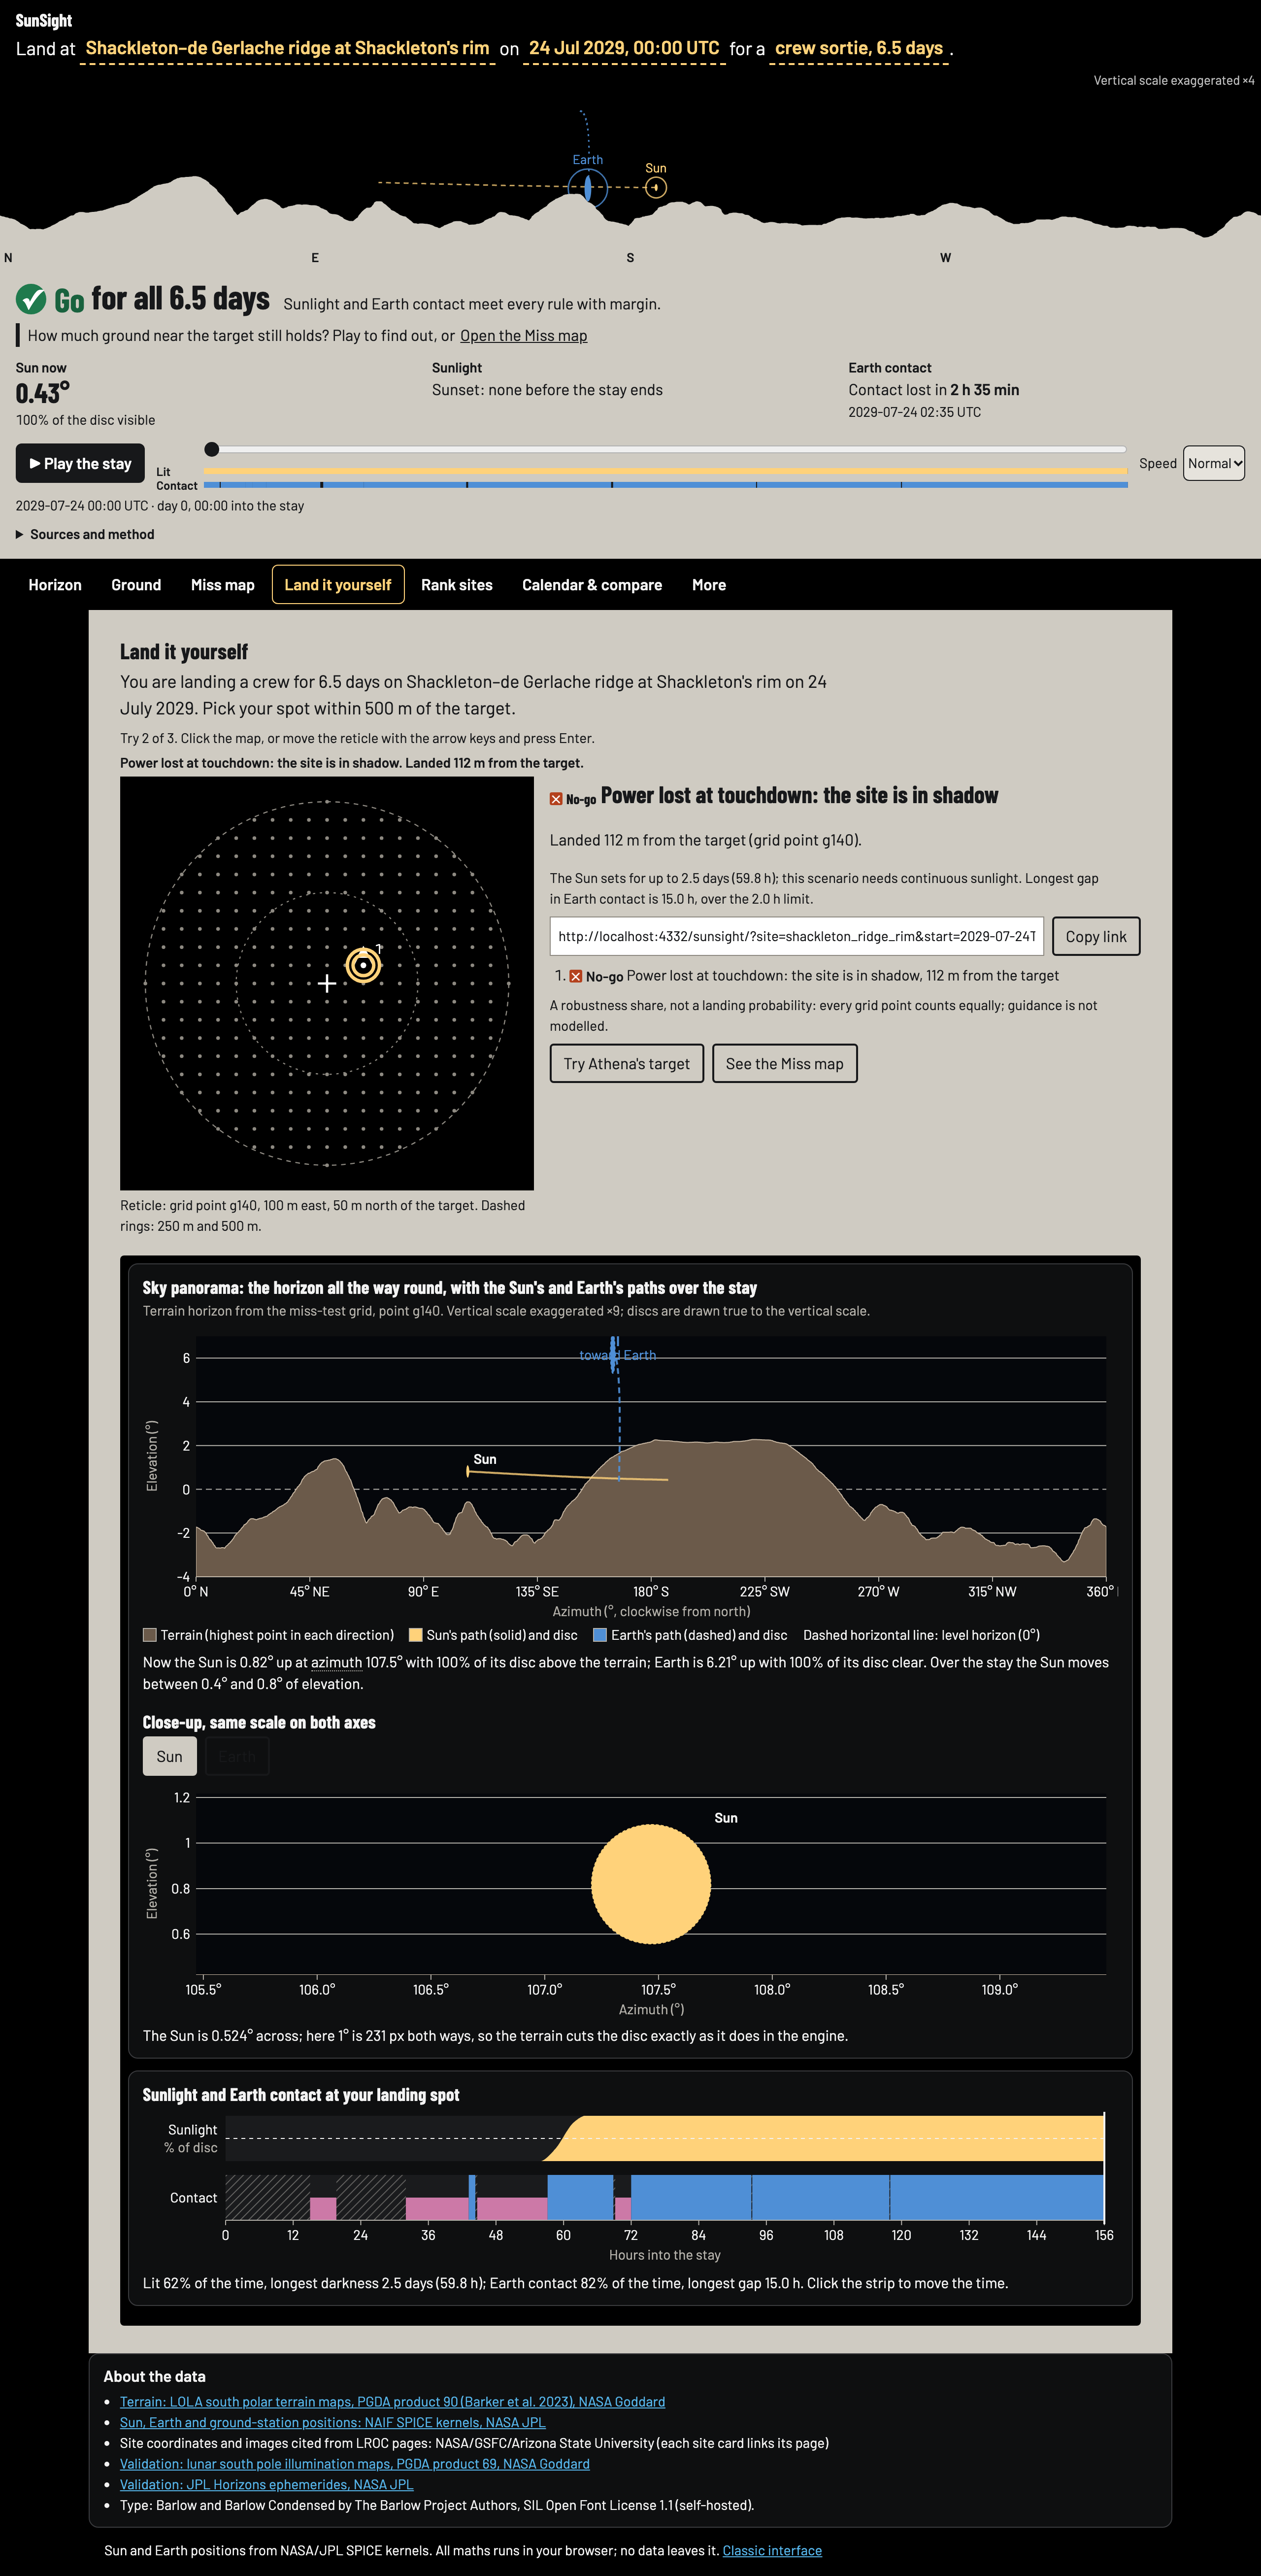 SunSight
Land at Shackleton–de Gerlache ridge at Shackleton's rim on 24 Jul 2029, 00:00 UTC for a crew sortie, 6.5 days .
Vertical scale exaggerated ×4
Earth
Sun
N E S W
Go for all 6.5 days Sunlight and Earth contact meet every rule with margin.
How much ground near the target still holds? Play to find out, or Open the Miss map
Sun now
0.43°
100% of the disc visible
Sunlight
Sunset: none before the stay ends
Earth contact
Contact lost in 2 h 35 min
2029-07-24 02:35 UTC
Play the stay
Lit
Contact
Speed Normal
2029-07-24 00:00 UTC · day 0, 00:00 into the stay
Sources and method
Horizon Ground Miss map Land it yourself Rank sites Calendar & compare More
Land it yourself
You are landing a crew for 6.5 days on Shackleton–de Gerlache ridge at Shackleton's rim on 24
July 2029. Pick your spot within 500 m of the target.
Try 2 of 3. Click the map, or move the reticle with the arrow keys and press Enter.
Power lost at touchdown: the site is in shadow. Landed 112 m from the target.
1
Reticle: grid point g140, 100 m east, 50 m north of the target. Dashed
rings: 250 m and 500 m.
No-go Power lost at touchdown: the site is in shadow
Landed 112 m from the target (grid point g140).
The Sun sets for up to 2.5 days (59.8 h); this scenario needs continuous sunlight. Longest gap
in Earth contact is 15.0 h, over the 2.0 h limit.
http://localhost:4332/sunsight/?site=shackleton_ridge_rim&start=2029-07-24T
Copy link
1. No-go Power lost at touchdown: the site is in shadow, 112 m from the target
A robustness share, not a landing probability: every grid point counts equally; guidance is not
modelled.
Try Athena's target See the Miss map
Sky panorama: the horizon all the way round, with the Sun's and Earth's paths over the stay
Terrain horizon from the miss-test grid, point g140. Vertical scale exaggerated ×9; discs are drawn true to the vertical scale.
toward Earth
Sun
Elevation (°)
6
4
2
0
-2
-4
0° N 45° NE 90° E 135° SE 180° S 225° SW 270° W 315° NW 360°
Azimuth (°, clockwise from north)
Terrain (highest point in each direction) Sun's path (solid) and disc Earth's path (dashed) and disc Dashed horizontal line: level horizon (0°)
Now the Sun is 0.82° up at azimuth 107.5° with 100% of its disc above the terrain; Earth is 6.21° up with 100% of its disc clear. Over the stay the Sun moves
between 0.4° and 0.8° of elevation.
Close-up, same scale on both axes
Sun Earth
Sun
Elevation (°)
1.2
1
0.8
0.6
105.5° 106.0° 106.5° 107.0° 107.5° 108.0° 108.5° 109.0°
Azimuth (°)
The Sun is 0.524° across; here 1° is 231 px both ways, so the terrain cuts the disc exactly as it does in the engine.
Sunlight and Earth contact at your landing spot
Sunlight
% of disc
Contact
0 12 24 36 48 60 72 84 96 108 120 132 144 156
Hours into the stay
Lit 62% of the time, longest darkness 2.5 days (59.8 h); Earth contact 82% of the time, longest gap 15.0 h. Click the strip to move the time.
About the data
Terrain: LOLA south polar terrain maps, PGDA product 90 (Barker et al. 2023), NASA Goddard
Sun, Earth and ground-station positions: NAIF SPICE kernels, NASA JPL
Site coordinates and images cited from LROC pages: NASA/GSFC/Arizona State University (each site card links its page)
Validation: lunar south pole illumination maps, PGDA product 69, NASA Goddard
Validation: JPL Horizons ephemerides, NASA JPL
Type: Barlow and Barlow Condensed by The Barlow Project Authors, SIL Open Font License 1.1 (self-hosted).
Sun and Earth positions from NASA/JPL SPICE kernels. All maths runs in your browser; no data leaves it. Classic interface